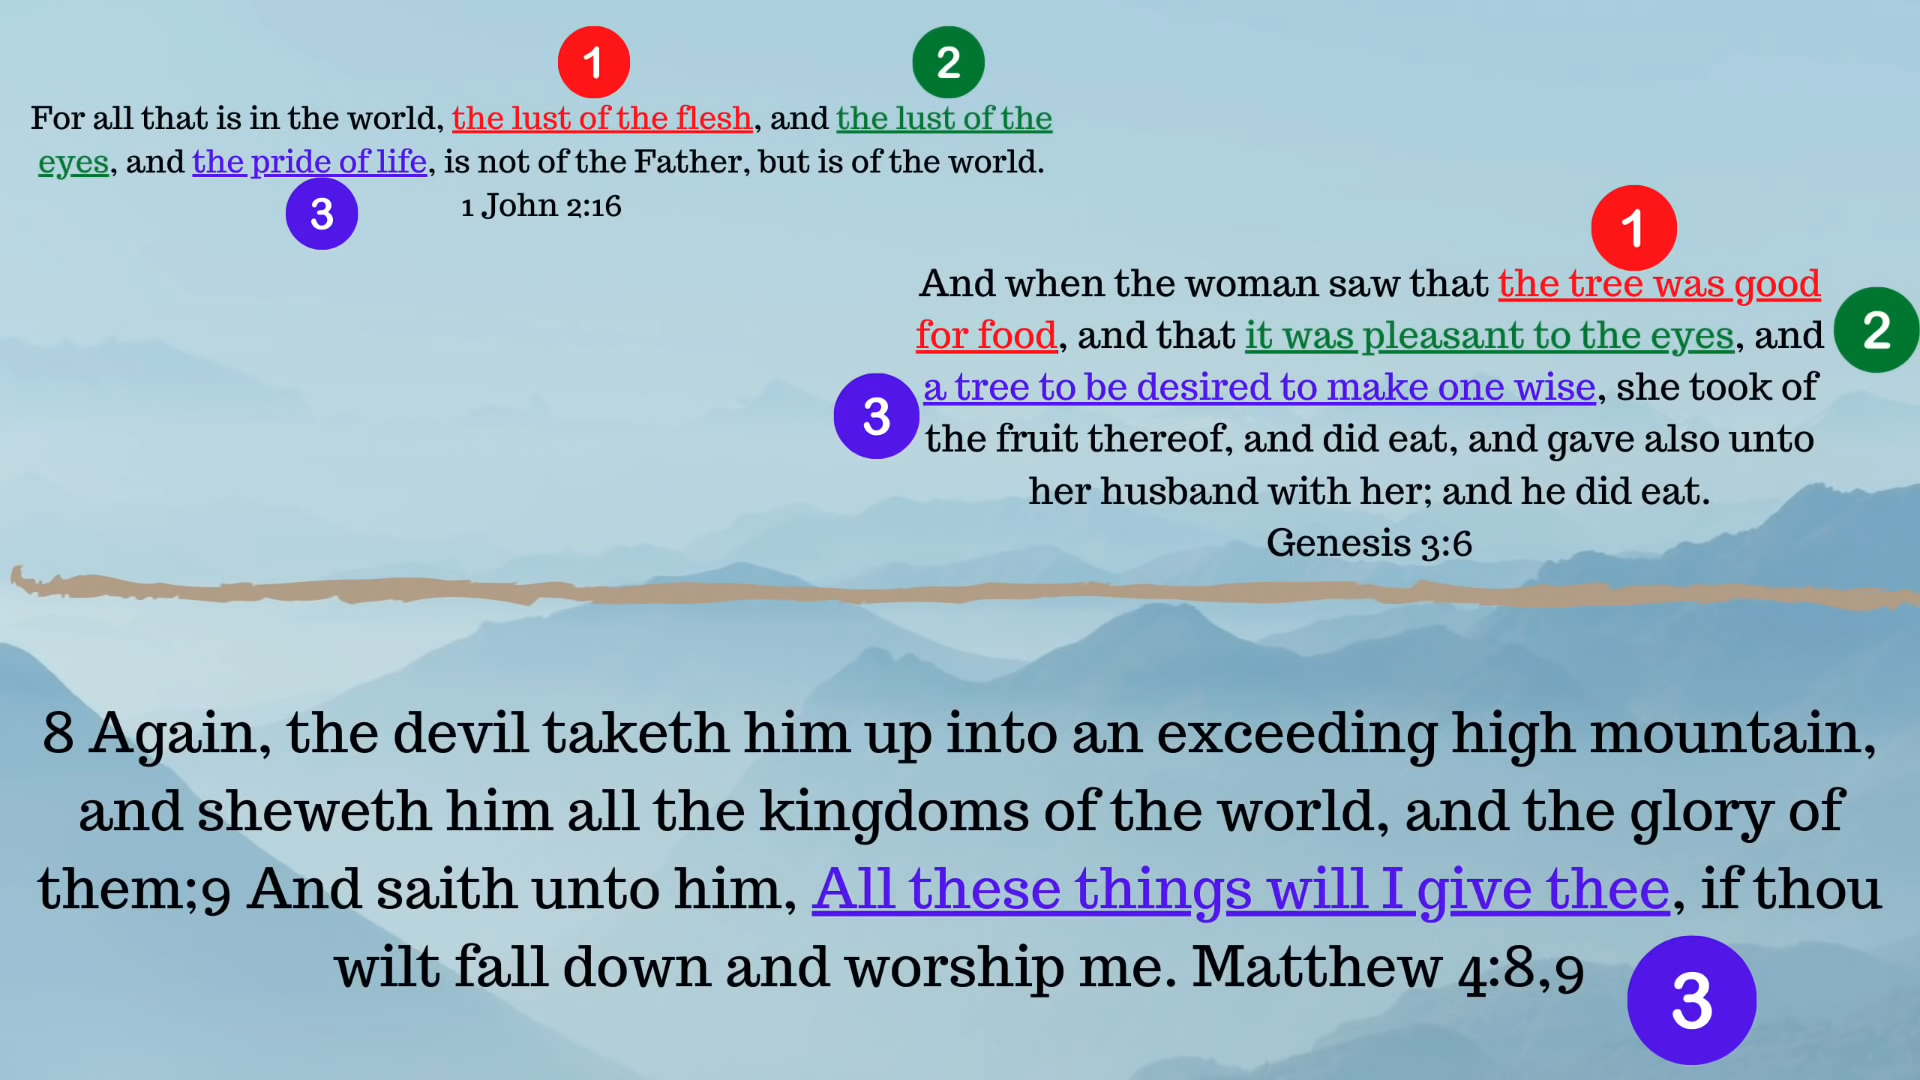 1
2
For all that is in the world, the lust of the flesh, and the lust of the
eyes, and the pride of life, is not of the Father, but is of the world.
1 John 2:16
3
1
And when the woman saw that the tree was good
for food, and that it was pleasant to the eyes, and
2
a tree to be desired to make one wise, she took of
3
the fruit thereof, and did eat, and gave also unto
her husband with her; and he did eat.
Genesis 3:6
8 Again, the devil taketh him up into an exceeding high mountain,
and sheweth him all the kingdoms of the world, and the glory of
them;9 And saith unto him, All these things will I give thee, if thou
wilt fall down and worship me. Matthew 4:8,9
3